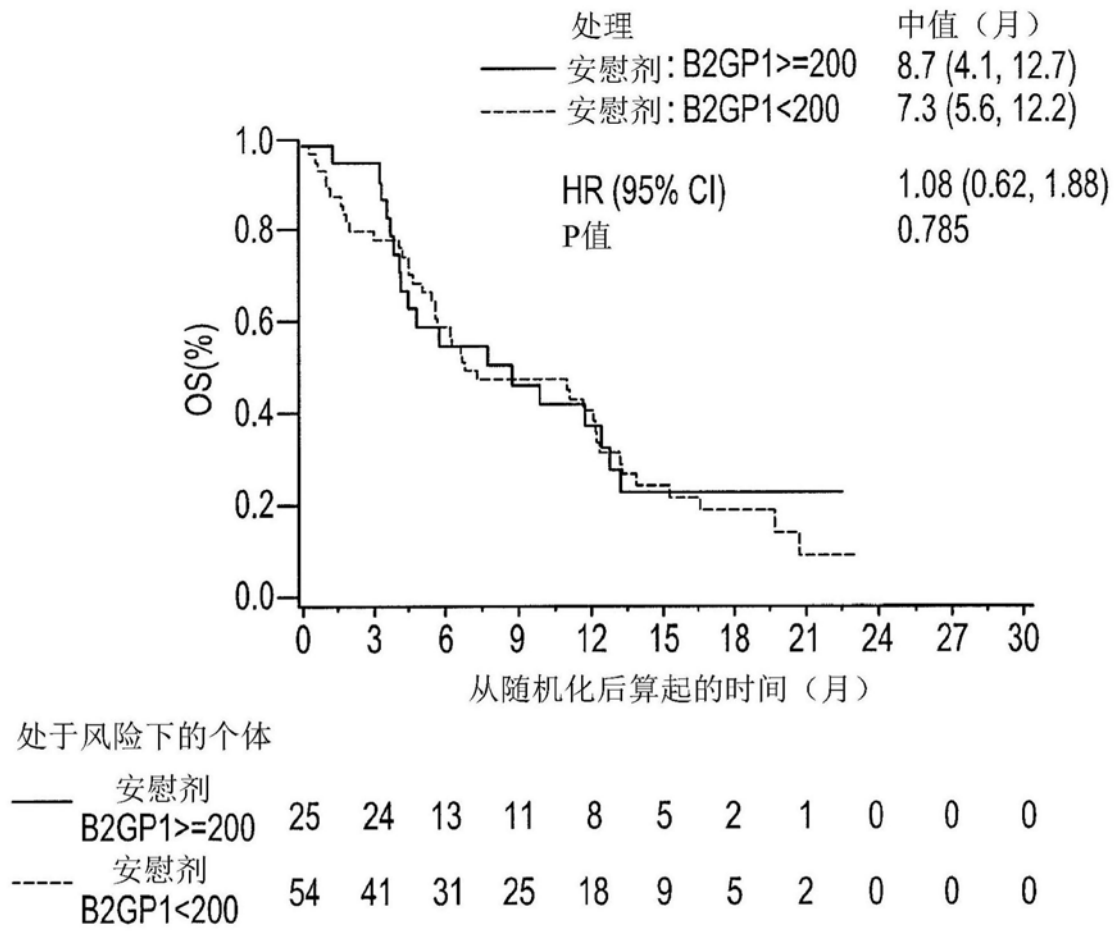 处理 中值（月）
安慰剂：B2GP1>=200 8.7 (4.1, 12.7)
安慰剂：B2GP1<200 7.3 (5.6, 12.2)
HR (95% CI) 1.08 (0.62, 1.88)
P值 0.785
OS(%)
1.0
0.8
0.6
0.4
0.2
0.0
0 3 6 9 12 15 18 21 24 27 30
从随机化后算起的时间（月）
处于风险下的个体
安慰剂
B2GP1>=200 25 24 13 11 8 5 2 1 0 0 0
安慰剂
B2GP1<200 54 41 31 25 18 9 5 2 0 0 0